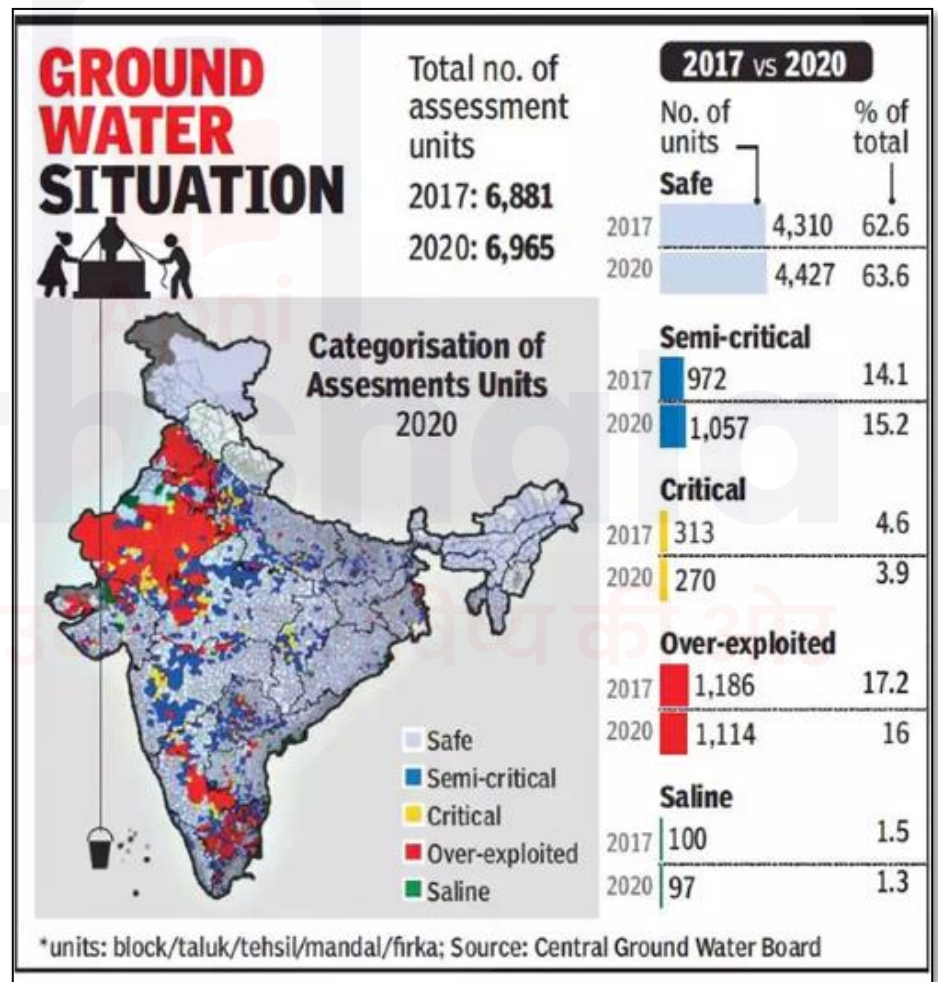 GROUND
WATER
SITUATION
Total no. of
assessment
units
2017: 6,881
2020: 6,965
2017 vs 2020
No. of
units
% of
total
Safe
2017 4,310 62.6
2020 4,427 63.6
Semi-critical
2017 972 14.1
2020 1,057 15.2
Critical
2017 313 4.6
2020 270 3.9
Over-exploited
2017 1,186 17.2
2020 1,114 16
Saline
2017 100 1.5
2020 97 1.3
Categorisation of
Assesments Units
2020
Safe
Semi-critical
Critical
Over-exploited
Saline
*units: block/taluk/tehsil/mandal/firka; Source: Central Ground Water Board
Apni
की ओर